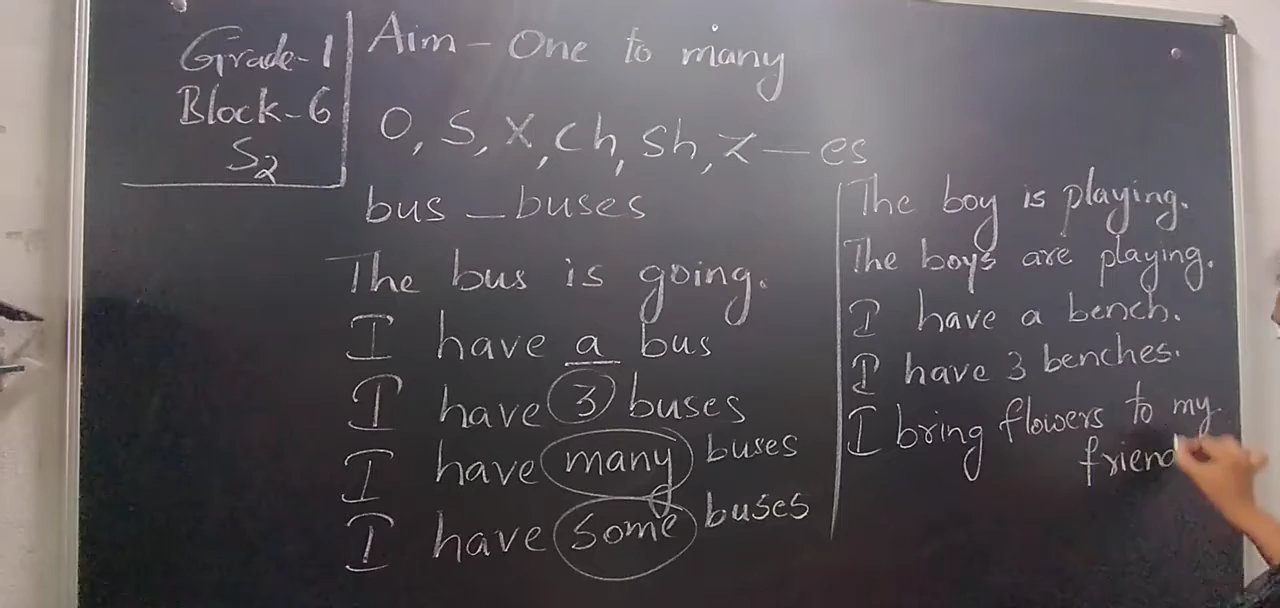 Grade-1
Block-6
S2
Aim - One to many
O, S, X, Ch, Sh, Z - es
bus - buses
The bus is going.
I have a bus
I have 3 buses
I have many buses
I have some buses
The boy is playing.
The boys are playing.
I have a bench.
I have 3 benches.
I bring flowers to my
friend